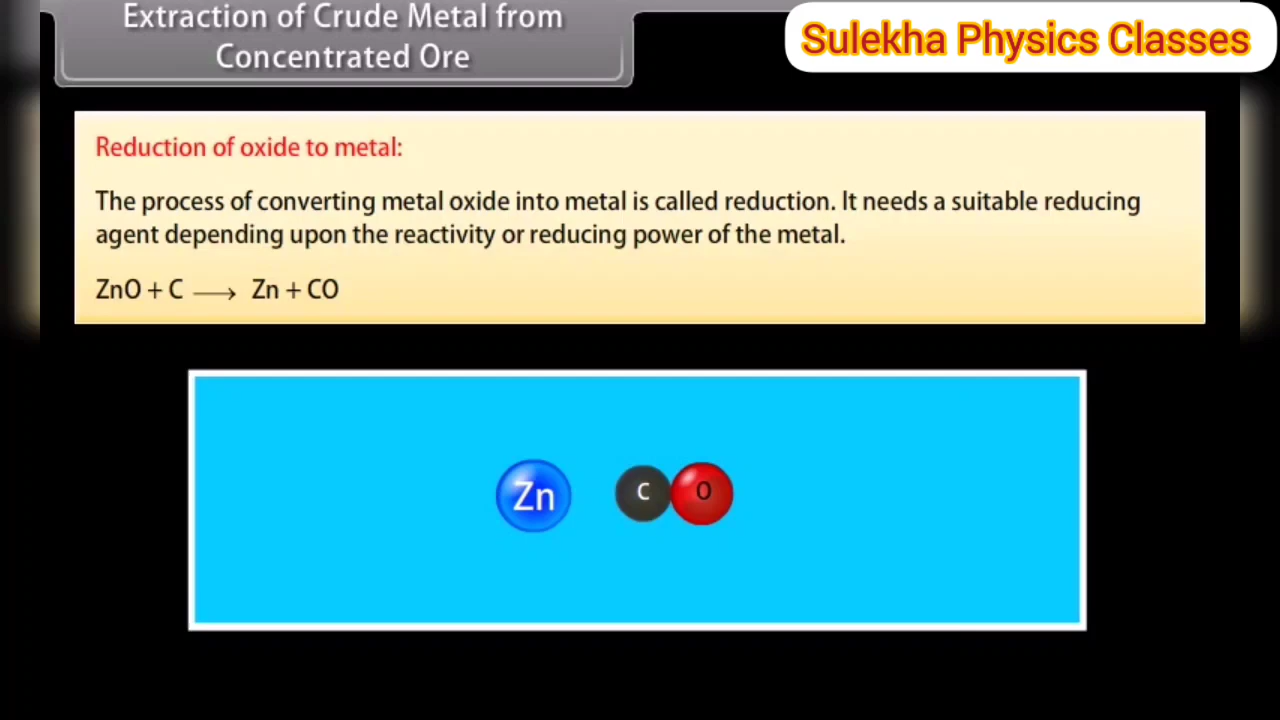 Extraction of Crude Metal from
Concentrated Ore
Sulekha Physics Classes
Reduction of oxide to metal:
The process of converting metal oxide into metal is called reduction. It needs a suitable reducing
agent depending upon the reactivity or reducing power of the metal.
ZnO + C ⟶ Zn + CO
Zn C O